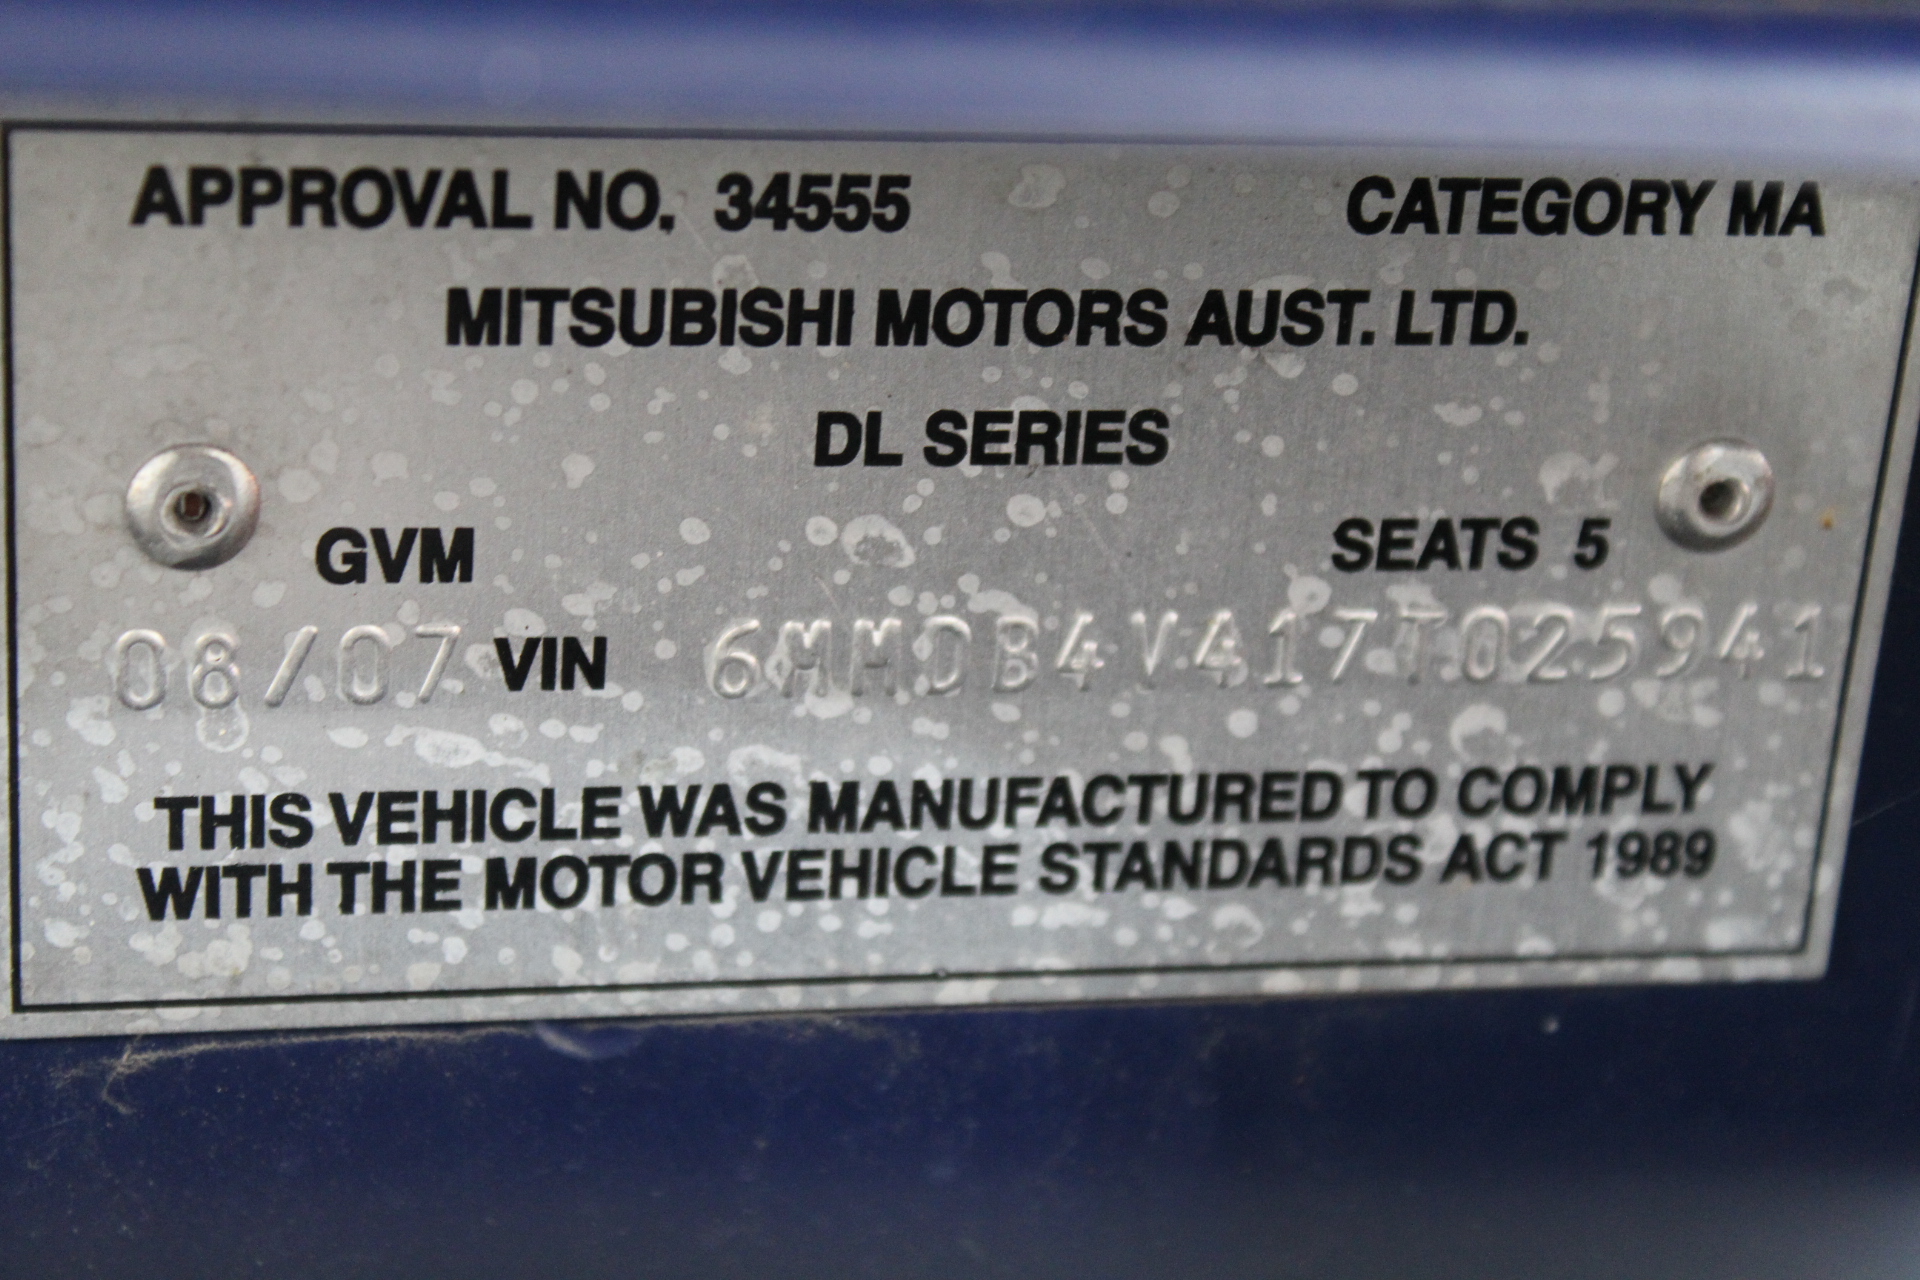 APPROVAL NO. 34555 CATEGORY MA
MITSUBISHI MOTORS AUST. LTD.
DL SERIES
GVM SEATS 5
08/07 VIN 6MMDB4V417T025941
THIS VEHICLE WAS MANUFACTURED TO COMPLY
WITH THE MOTOR VEHICLE STANDARDS ACT 1989